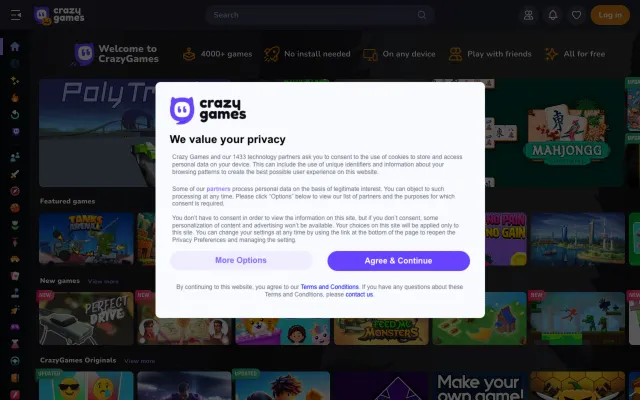 crazy games
Search
Log in
Welcome to CrazyGames
4000+ games
No install needed
On any device
Play with friends
All for free
PolyTr
MAHJONGG
crazy games
We value your privacy
Crazy Games and our 1433 technology partners ask you to consent to the use of cookies to store and access
personal data on your device. This can include the use of unique identifiers and information about your
browsing patterns to create the best possible user experience on this website.
Some of our partners process personal data on the basis of legitimate interest. You can object to such
processing at any time. Please click "Options" below to view our list of partners and the purposes for which
consent is required.
You don't have to consent in order to view the information on this site, but if you don't consent, some
personalization of content and advertising won't be available. Your choices on this site will be applied only to
this site. You can change your settings at any time by using the link at the bottom of the page to reopen the
Privacy Preferences and managing the setting.
More Options
Agree & Continue
By continuing to this website, you agree to our Terms and Conditions. If you have any questions about these
Terms and Conditions, please contact us.
Featured games
TANKS
NO PAIN
NO GAIN
New games
View more
NEW
PERFECT DRIVE
NEW
FEED MONSTERS
NEW
NEW
CrazyGames Originals
View more
UPDATED
UPDATED
Make your own game!